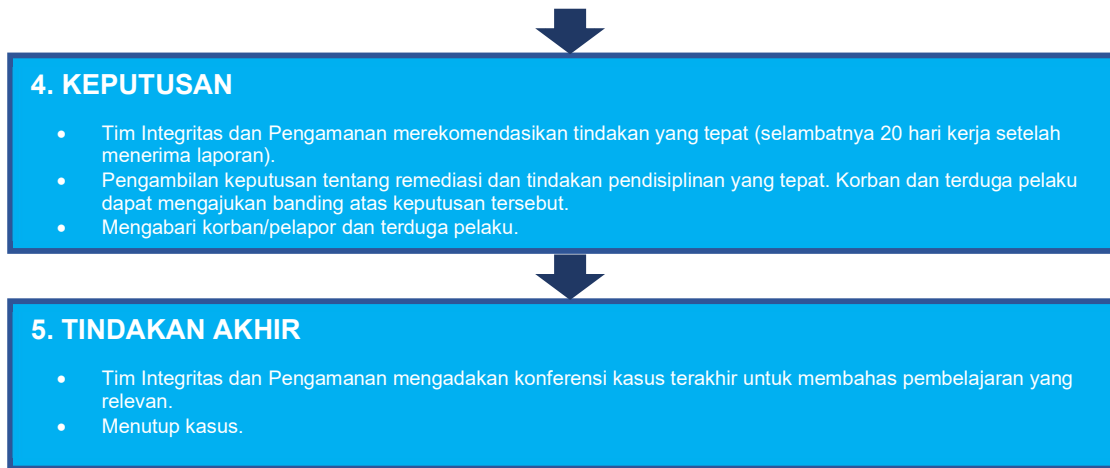 4. KEPUTUSAN
• Tim Integritas dan Pengamanan merekomendasikan tindakan yang tepat (selambatnya 20 hari kerja setelah
menerima laporan).
• Pengambilan keputusan tentang remediasi dan tindakan pendisiplinan yang tepat. Korban dan terduga pelaku
dapat mengajukan banding atas keputusan tersebut.
• Mengabari korban/pelapor dan terduga pelaku.
5. TINDAKAN AKHIR
• Tim Integritas dan Pengamanan mengadakan konferensi kasus terakhir untuk membahas pembelajaran yang
relevan.
• Menutup kasus.